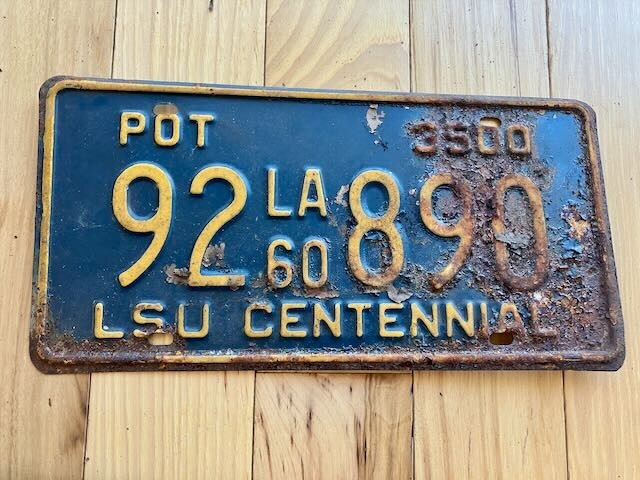 POT 3500
92 LA 60 890
LSU CENTENNIAL